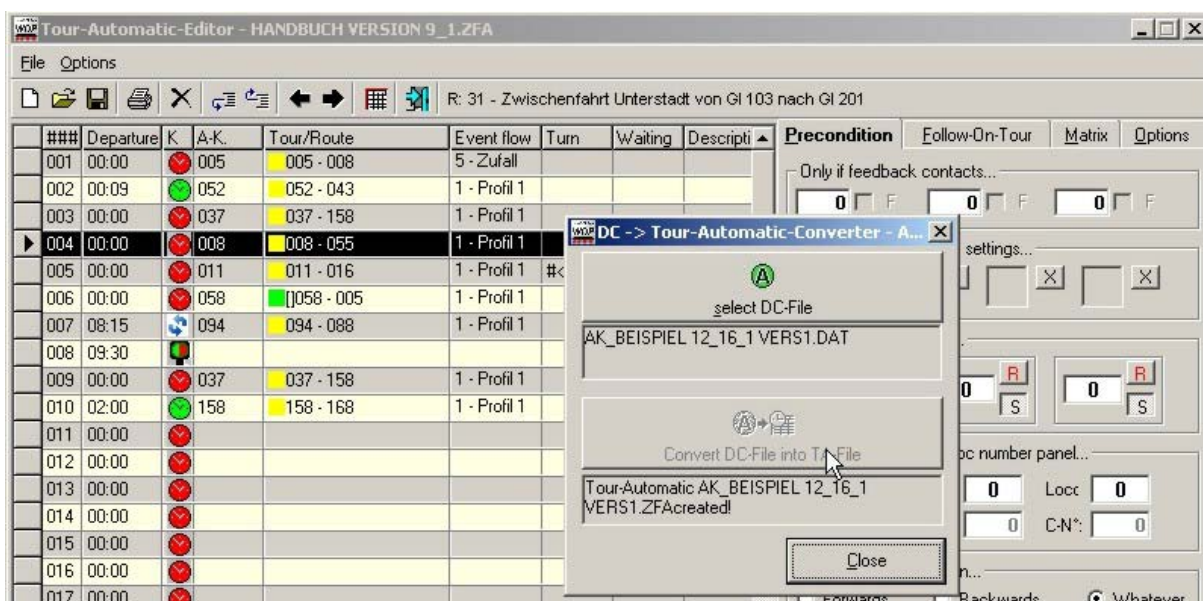 Tour-Automatic-Editor - HANDBUCH VERSION 9_1.ZFA
File Options
R: 31 - Zwischenfahrt Unterstadt von Gl 103 nach Gl 201
### Departure K. A-K. Tour/Route Event flow Turn Waiting Descripti
001 00:00 005 005 - 008 5 - Zufall
002 00:09 052 052 - 043 1 - Profil 1
003 00:00 037 037 - 158 1 - Profil 1
004 00:00 008 008 - 055 1 - Profil 1
005 00:00 011 011 - 016 1 - Profil 1 #<
006 00:00 058 []058 - 005 1 - Profil 1
007 08:15 094 094 - 088 1 - Profil 1
008 09:30
009 00:00 037 037 - 158 1 - Profil 1
010 02:00 158 158 - 168 1 - Profil 1
011 00:00
012 00:00
013 00:00
014 00:00
015 00:00
016 00:00
017 00:00
Precondition Follow-On-Tour Matrix Options
Only if feedback contacts...
0 F 0 F 0 F
settings...
X X
0 R S 0 R S
number panel...
0 Locc 0
0 C-N°: 0
Forwards Backwards Whatever
DC -> Tour-Automatic-Converter - A...
A
select DC-File
AK_BEISPIEL 12_16_1 VERS1.DAT
Convert DC-File into TA-File
Tour-Automatic AK_BEISPIEL 12_16_1
VERS1.ZFAcreated!
Close